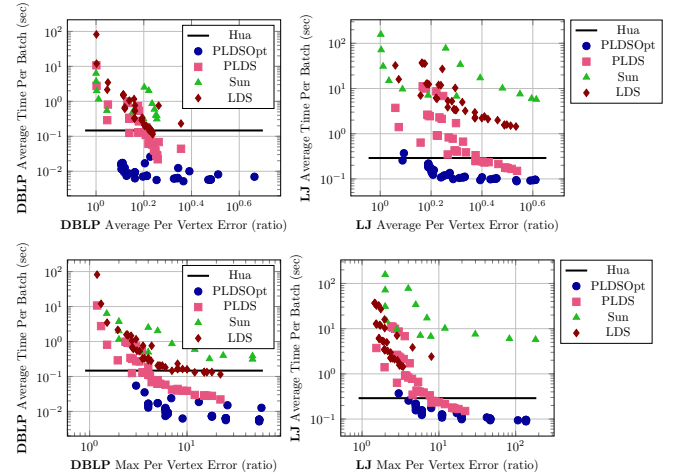 DBLP Average Time Per Batch (sec)
10^2
10^1
10^0
10^-1
10^-2
Hua
PLDSOpt
PLDS
Sun
LDS
10^0
10^0.2
10^0.4
10^0.6
DBLP Average Per Vertex Error (ratio)
LJ Average Time Per Batch (sec)
10^2
10^1
10^0
10^-1
10^0
10^0.2
10^0.4
10^0.6
LJ Average Per Vertex Error (ratio)
Hua
PLDSOpt
PLDS
Sun
LDS
DBLP Average Time Per Batch (sec)
10^2
10^1
10^0
10^-1
10^-2
Hua
PLDSOpt
PLDS
Sun
LDS
10^0
10^1
DBLP Max Per Vertex Error (ratio)
LJ Average Time Per Batch (sec)
10^2
10^1
10^0
10^-1
10^0
10^1
10^2
LJ Max Per Vertex Error (ratio)
Hua
PLDSOpt
PLDS
Sun
LDS